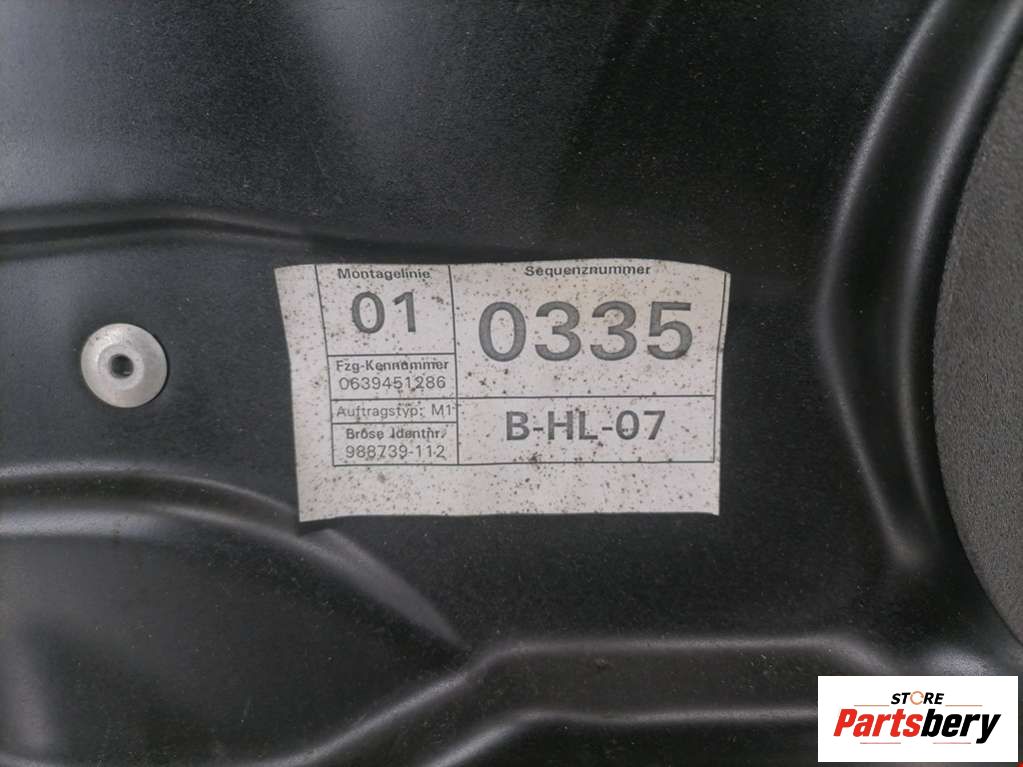 Montagelinie
01
Sequenznummer
0335
Fzg-Kennummer
0639451286
Auftragstyp: M1
Brose Identnr.
988739-112
B-HL-07
STORE
Partsbery